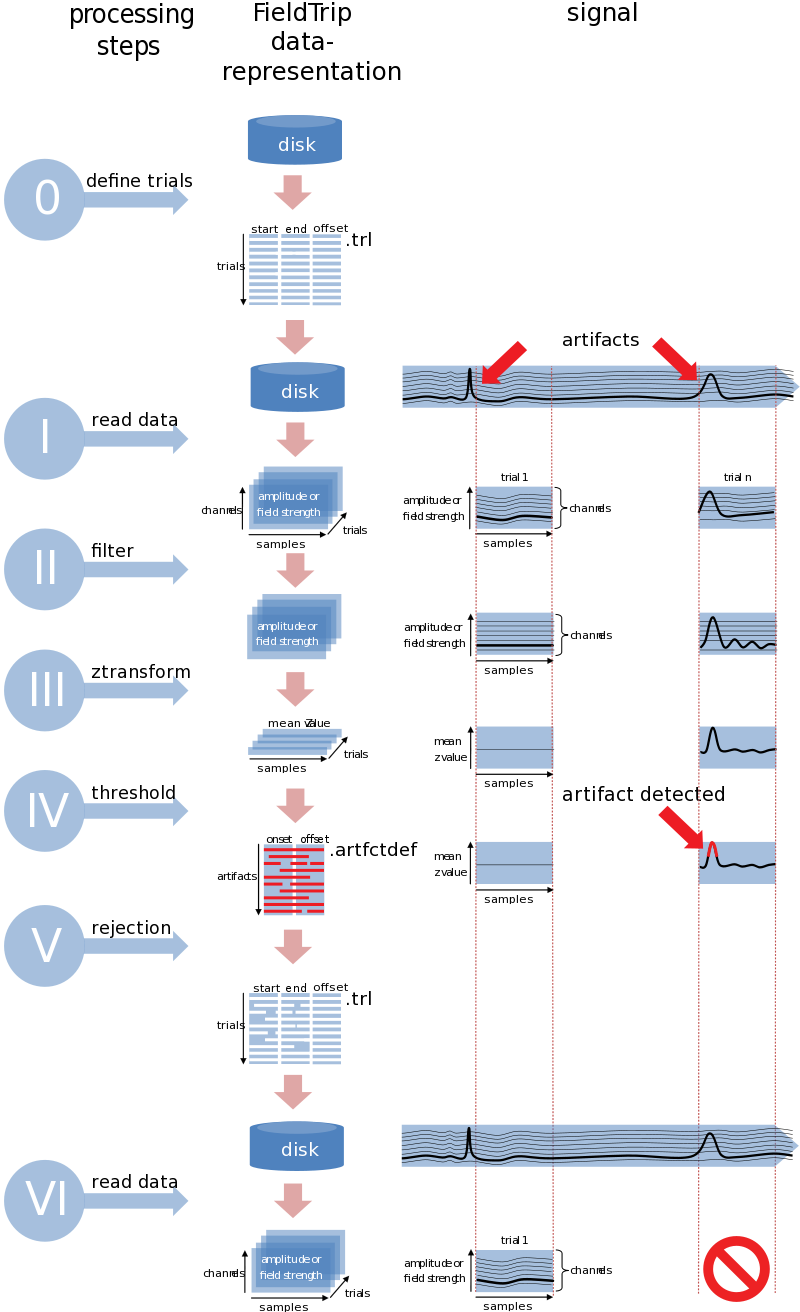 processing
steps
FieldTrip
data-
representation
signal
disk
0
define trials
start end offset
.trl
trials
artifacts
disk
I
read data
trial 1
trial n
channels
amplitude or
field strength
trials
samples
amplitude or
field strength
channels
samples
II
filter
amplitude or
field strength
amplitude or
field strength
channels
samples
III
ztransform
mean zvalue
trials
samples
mean
z value
samples
IV
threshold
artifact detected
onset offset
.artfctdef
artifacts
mean
z value
samples
V
rejection
start end offset
.trl
trials
disk
VI
read data
trial 1
amplitude or
field strength
channels
trials
samples
amplitude or
field strength
channels
samples